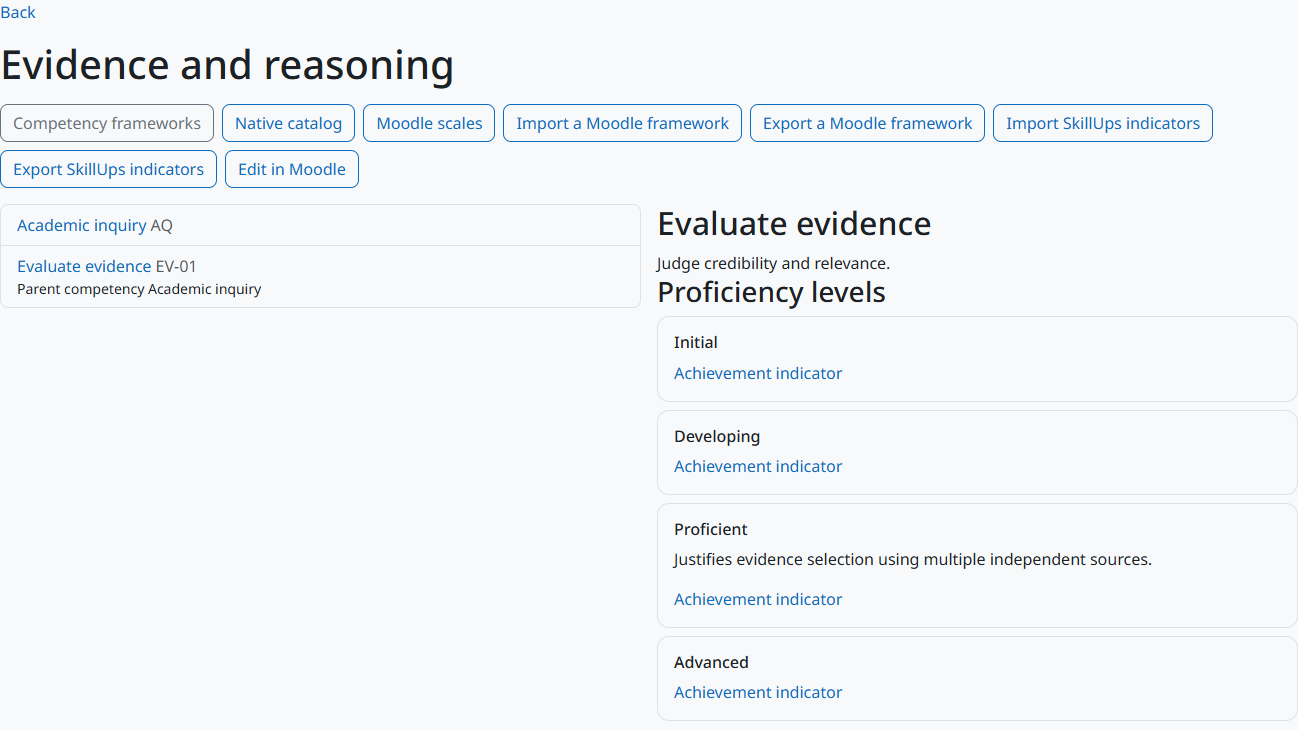 Back
Evidence and reasoning
Competency frameworks
Native catalog
Moodle scales
Import a Moodle framework
Export a Moodle framework
Import SkillUps indicators
Export SkillUps indicators
Edit in Moodle
Academic inquiry AQ
Evaluate evidence EV-01
Parent competency Academic inquiry
Evaluate evidence
Judge credibility and relevance.
Proficiency levels
Initial
Achievement indicator
Developing
Achievement indicator
Proficient
Justifies evidence selection using multiple independent sources.
Achievement indicator
Advanced
Achievement indicator